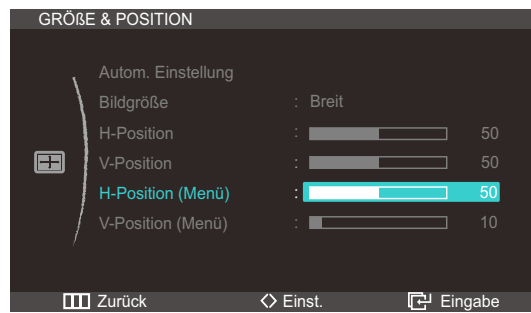 GRÖßE & POSITION
Autom. Einstellung
Bildgröße : Breit
H-Position : 50
V-Position : 50
H-Position (Menü) : 50
V-Position (Menü) : 10
Zurück Einst. Eingabe